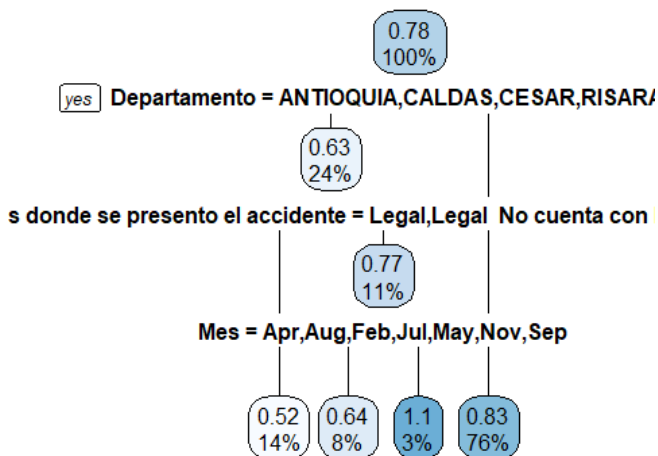 0.78
100%
yes Departamento = ANTIOQUIA,CALDAS,CESAR,RISARA
0.63
24%
s donde se presento el accidente = Legal,Legal No cuenta con
0.77
11%
Mes = Apr,Aug,Feb,Jul,May,Nov,Sep
0.52 0.64 1.1 0.83
14% 8% 3% 76%